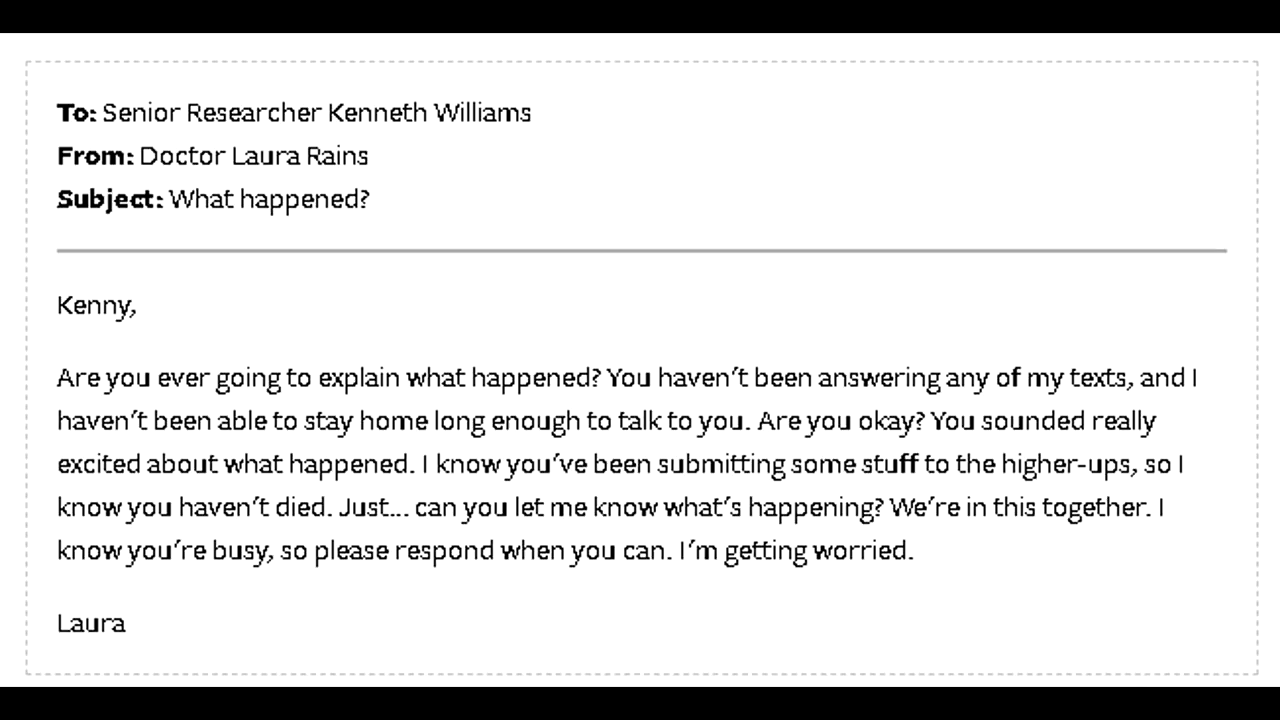 To: Senior Researcher Kenneth Williams
From: Doctor Laura Rains
Subject: What happened?
Kenny,
Are you ever going to explain what happened? You haven't been answering any of my texts, and I
haven't been able to stay home long enough to talk to you. Are you okay? You sounded really
excited about what happened. I know you've been submitting some stuff to the higher-ups, so I
know you haven't died. Just... can you let me know what's happening? We're in this together. I
know you're busy, so please respond when you can. I'm getting worried.
Laura